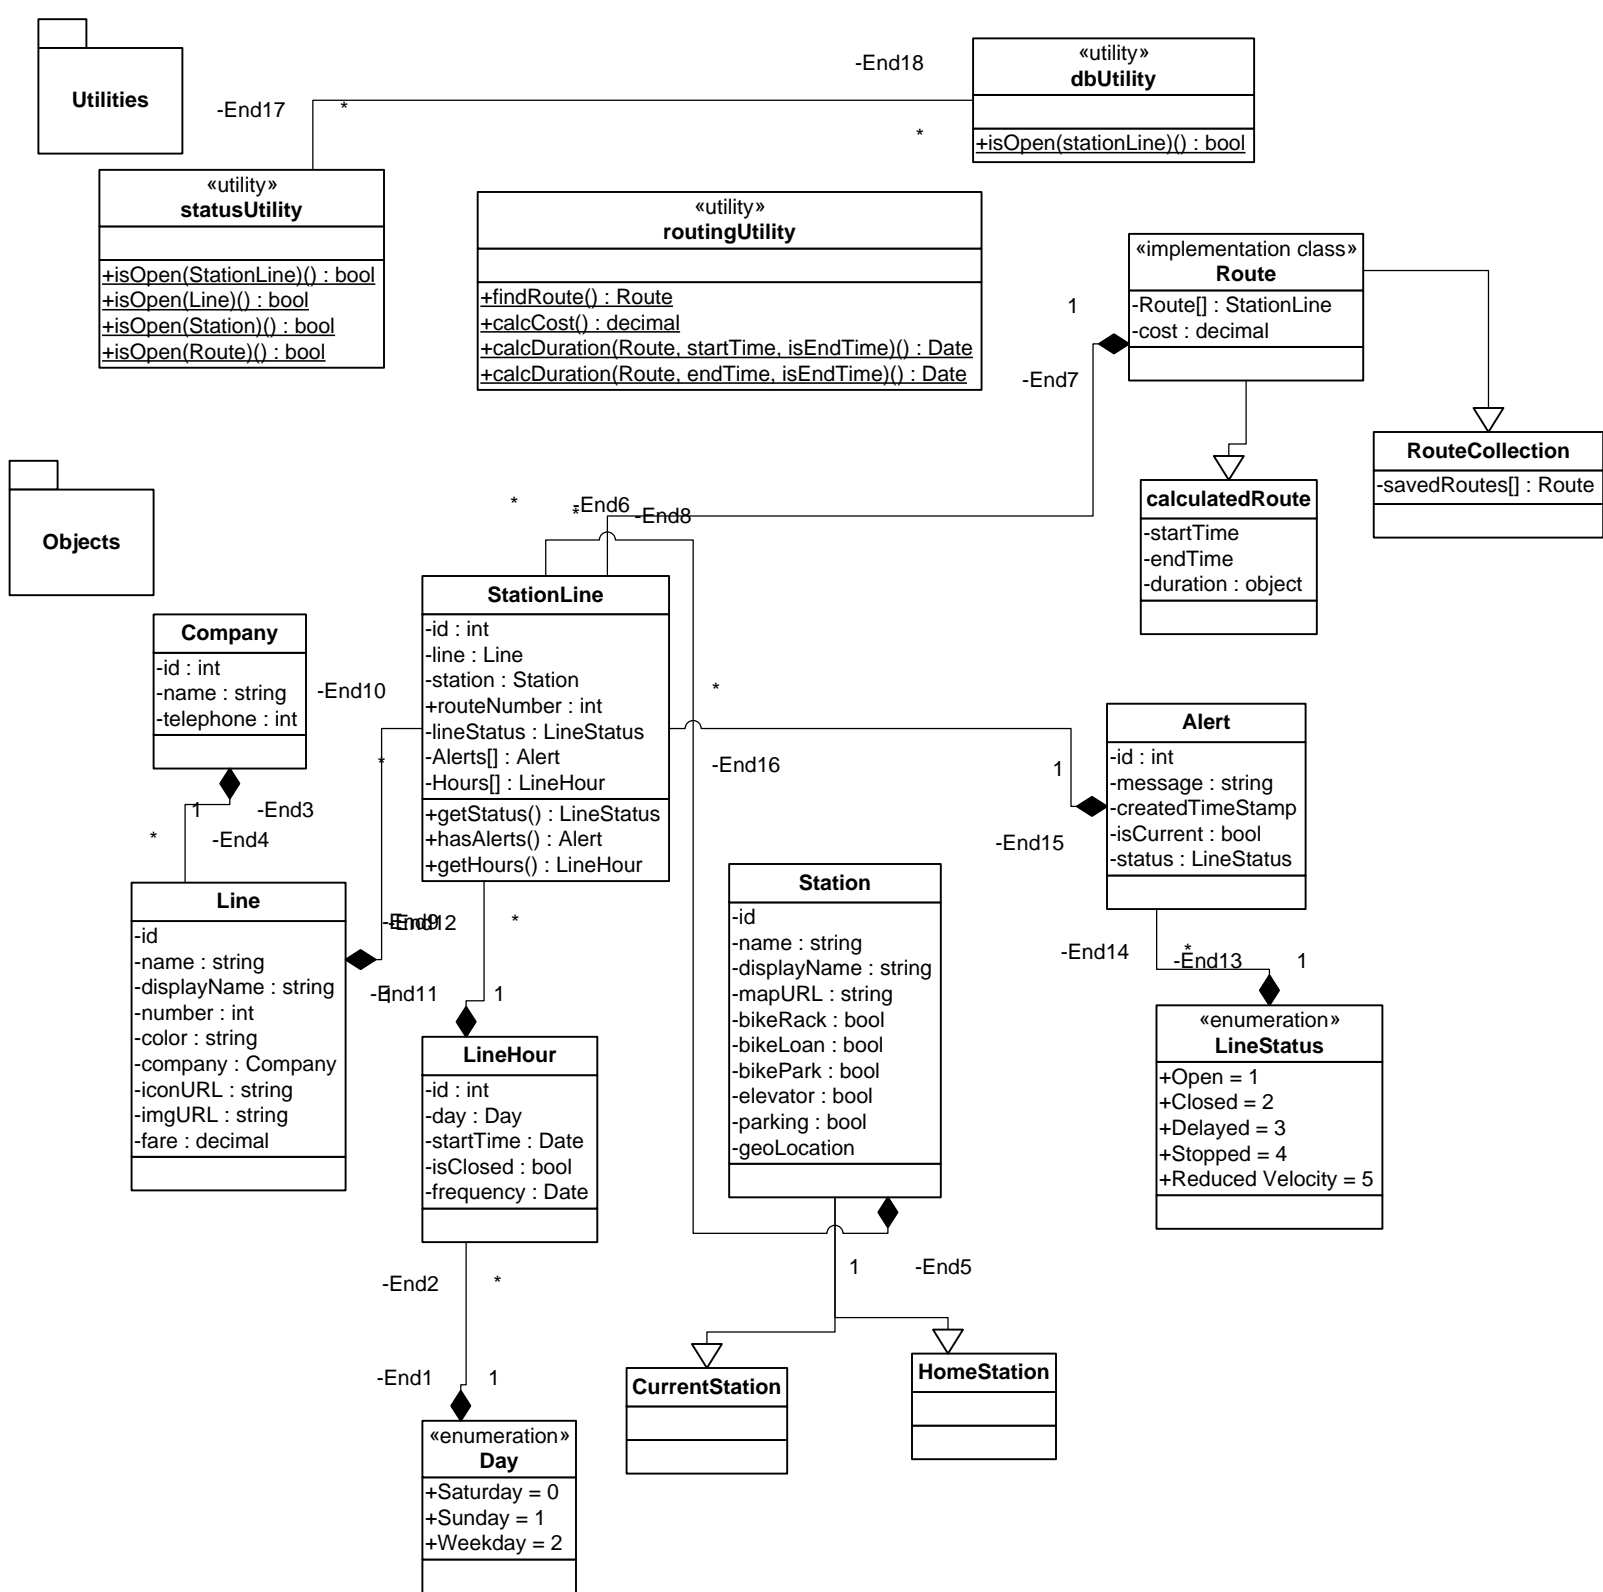 Utilities
-End17
*
-End18
*
«utility»
dbUtility
+isOpen(stationLine)() : bool
«utility»
statusUtility
+isOpen(StationLine)() : bool
+isOpen(Line)() : bool
+isOpen(Station)() : bool
+isOpen(Route)() : bool
«utility»
routingUtility
+findRoute() : Route
+calcCost() : decimal
+calcDuration(Route, startTime, isEndTime)() : Date
+calcDuration(Route, endTime, isEndTime)() : Date
«implementation class»
Route
-Route[] : StationLine
-cost : decimal
1
-End7
RouteCollection
-savedRoutes[] : Route
calculatedRoute
-startTime
-endTime
-duration : object
Objects
*
*
-End6
-End8
StationLine
-id : int
-line : Line
-station : Station
+routeNumber : int
-lineStatus : LineStatus
-Alerts[] : Alert
-Hours[] : LineHour
+getStatus() : LineStatus
+hasAlerts() : Alert
+getHours() : LineHour
Company
-id : int
-name : string
-telephone : int
-End10
*
1
-End3
*
-End4
*
-End16
1
-End15
Alert
-id : int
-message : string
-createdTimeStamp
-isCurrent : bool
-status : LineStatus
Line
-id
-name : string
-displayName : string
-number : int
-color : string
-company : Company
-iconURL : string
-imgURL : string
-fare : decimal
-End9
-End12
*
1
-End11
1
Station
-id
-name : string
-displayName : string
-mapURL : string
-bikeRack : bool
-bikeLoan : bool
-bikePark : bool
-elevator : bool
-parking : bool
-geoLocation
-End14
*
-End13
1
«enumeration»
LineStatus
+Open = 1
+Closed = 2
+Delayed = 3
+Stopped = 4
+Reduced Velocity = 5
LineHour
-id : int
-day : Day
-startTime : Date
-isClosed : bool
-frequency : Date
-End2
*
1
-End5
CurrentStation
HomeStation
-End1
1
«enumeration»
Day
+Saturday = 0
+Sunday = 1
+Weekday = 2